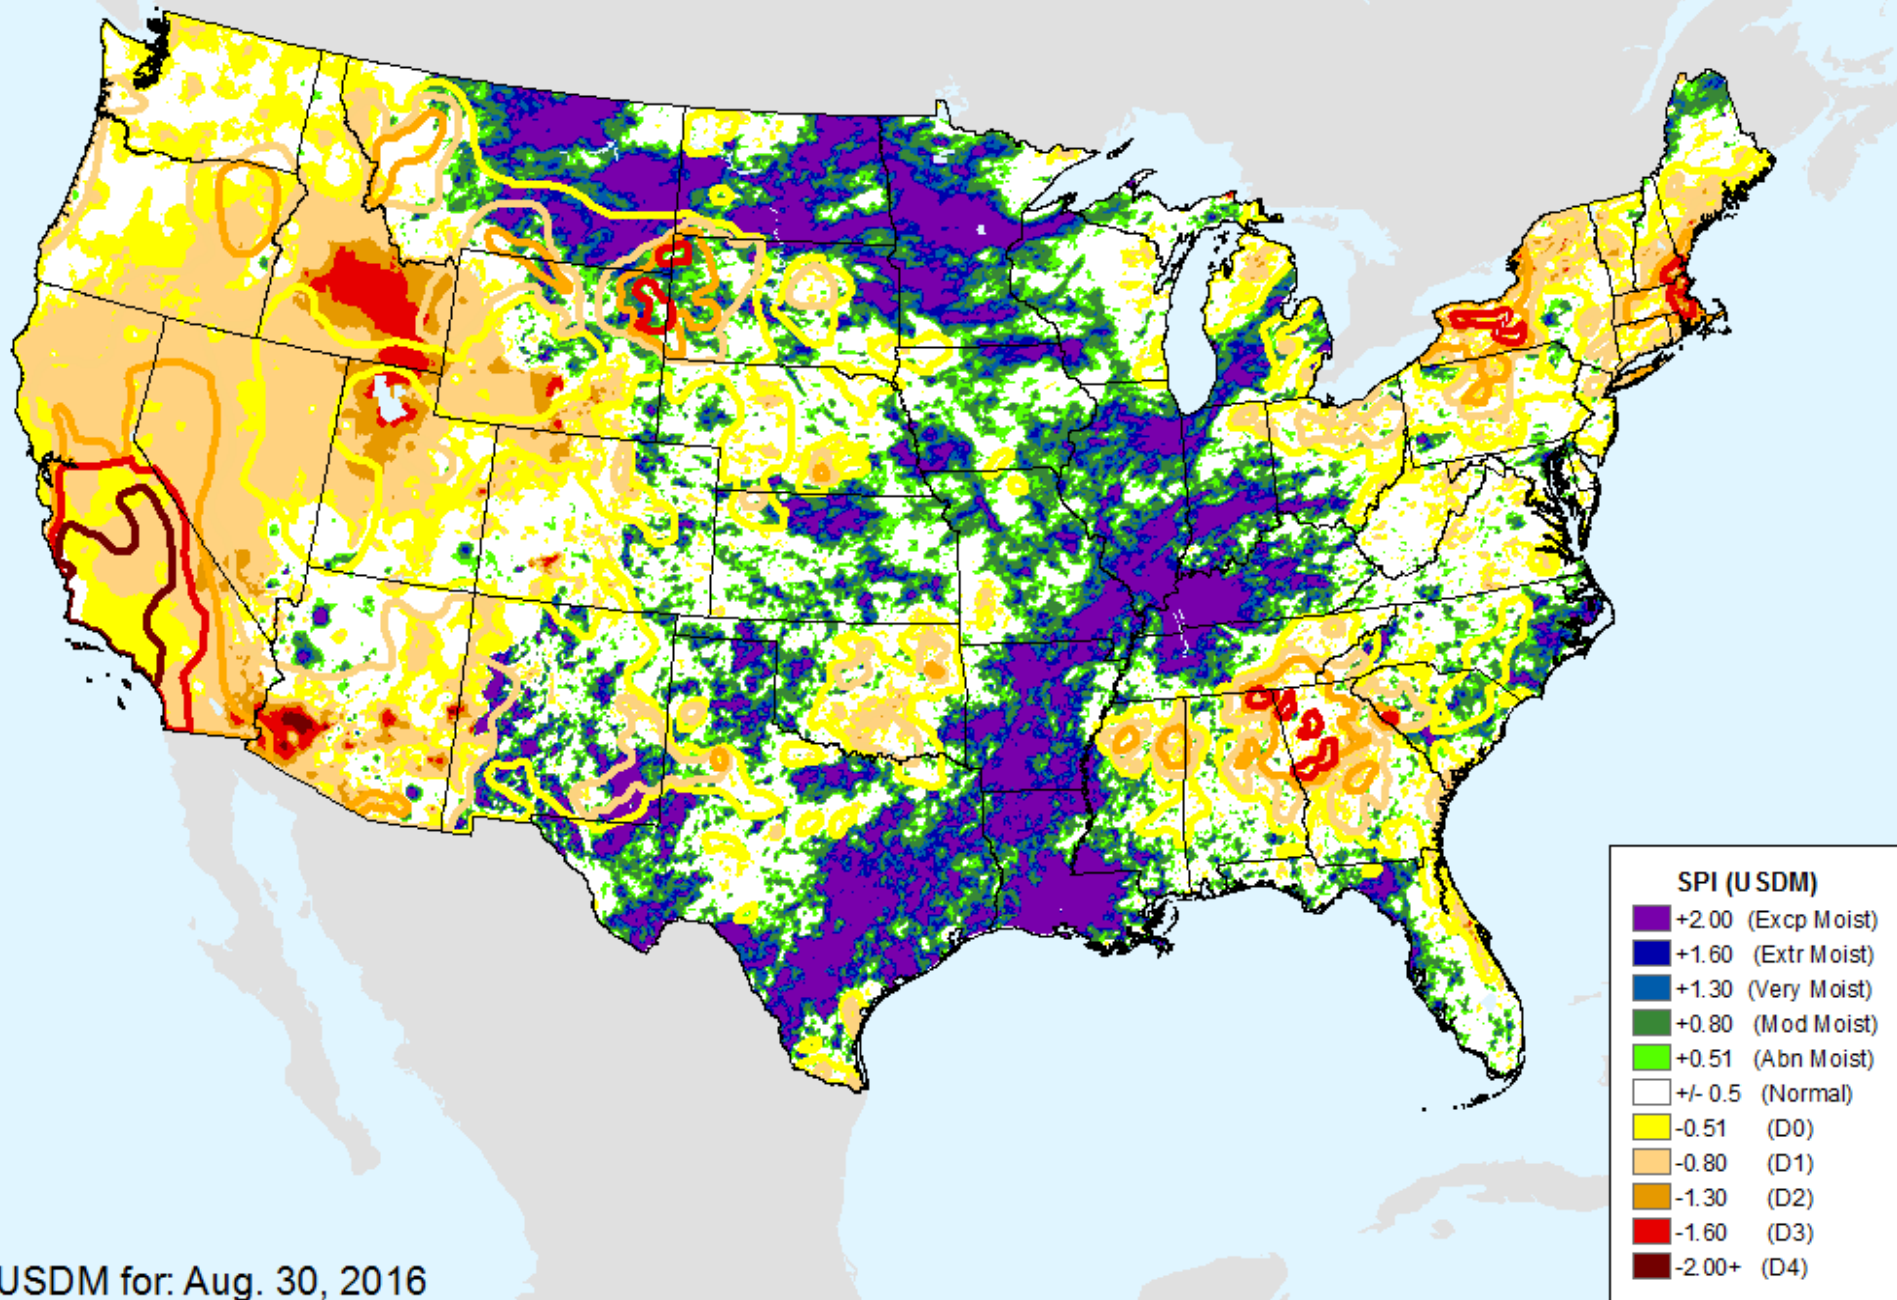 SPI (USDM)
+2.00 (Excp Moist)
+1.60 (Extr Moist)
+1.30 (Very Moist)
+0.80 (Mod Moist)
+0.51 (Abn Moist)
+/- 0.5 (Normal)
-0.51 (D0)
-0.80 (D1)
-1.30 (D2)
-1.60 (D3)
-2.00+ (D4)
USDM for: Aug. 30, 2016